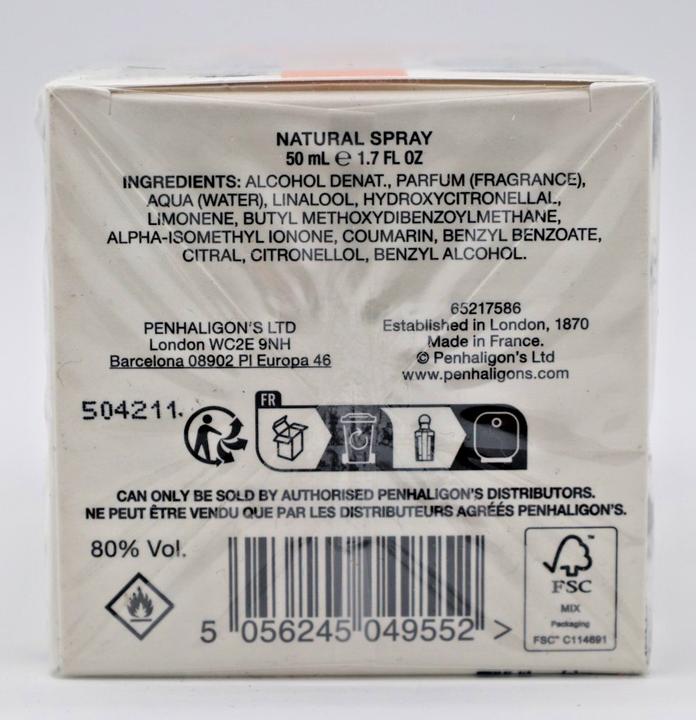 NATURAL SPRAY
50 mL ℮ 1.7 FL OZ
INGREDIENTS: ALCOHOL DENAT., PARFUM (FRAGRANCE),
AQUA (WATER), LINALOOL, HYDROXYCITRONELLAL,
LIMONENE, BUTYL METHOXYDIBENZOYLMETHANE,
ALPHA-ISOMETHYL IONONE, COUMARIN, BENZYL BENZOATE,
CITRAL, CITRONELLOL, BENZYL ALCOHOL.
PENHALIGON'S LTD
London WC2E 9NH
Barcelona 08902 Pl Europa 46
65217586
Established in London, 1870
Made in France.
© Penhaligon's Ltd
www.penhaligons.com
504211.
FR
CAN ONLY BE SOLD BY AUTHORISED PENHALIGON'S DISTRIBUTORS.
NE PEUT ÊTRE VENDU QUE PAR LES DISTRIBUTEURS AGRÉÉS PENHALIGON'S.
80% Vol.
5 056245 049552 >
FSC
MIX
Packaging
FSC™ C114691